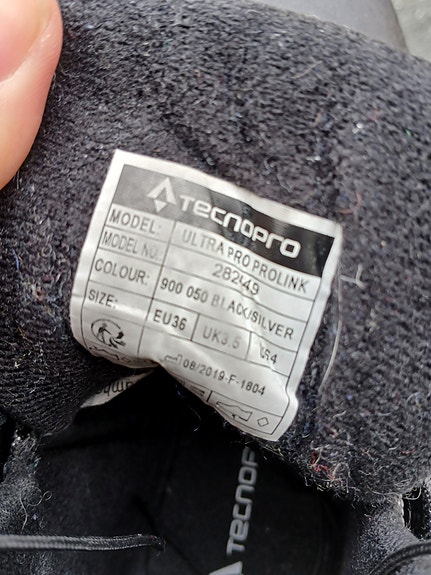 TECNOPRO
MODEL: ULTRA PRO PROLINK
MODEL NO. 282449
COLOUR: 900 050 BLACK/SILVER
SIZE: EU36 UK3.5 US4
08/2019-F-1804
TECNOP